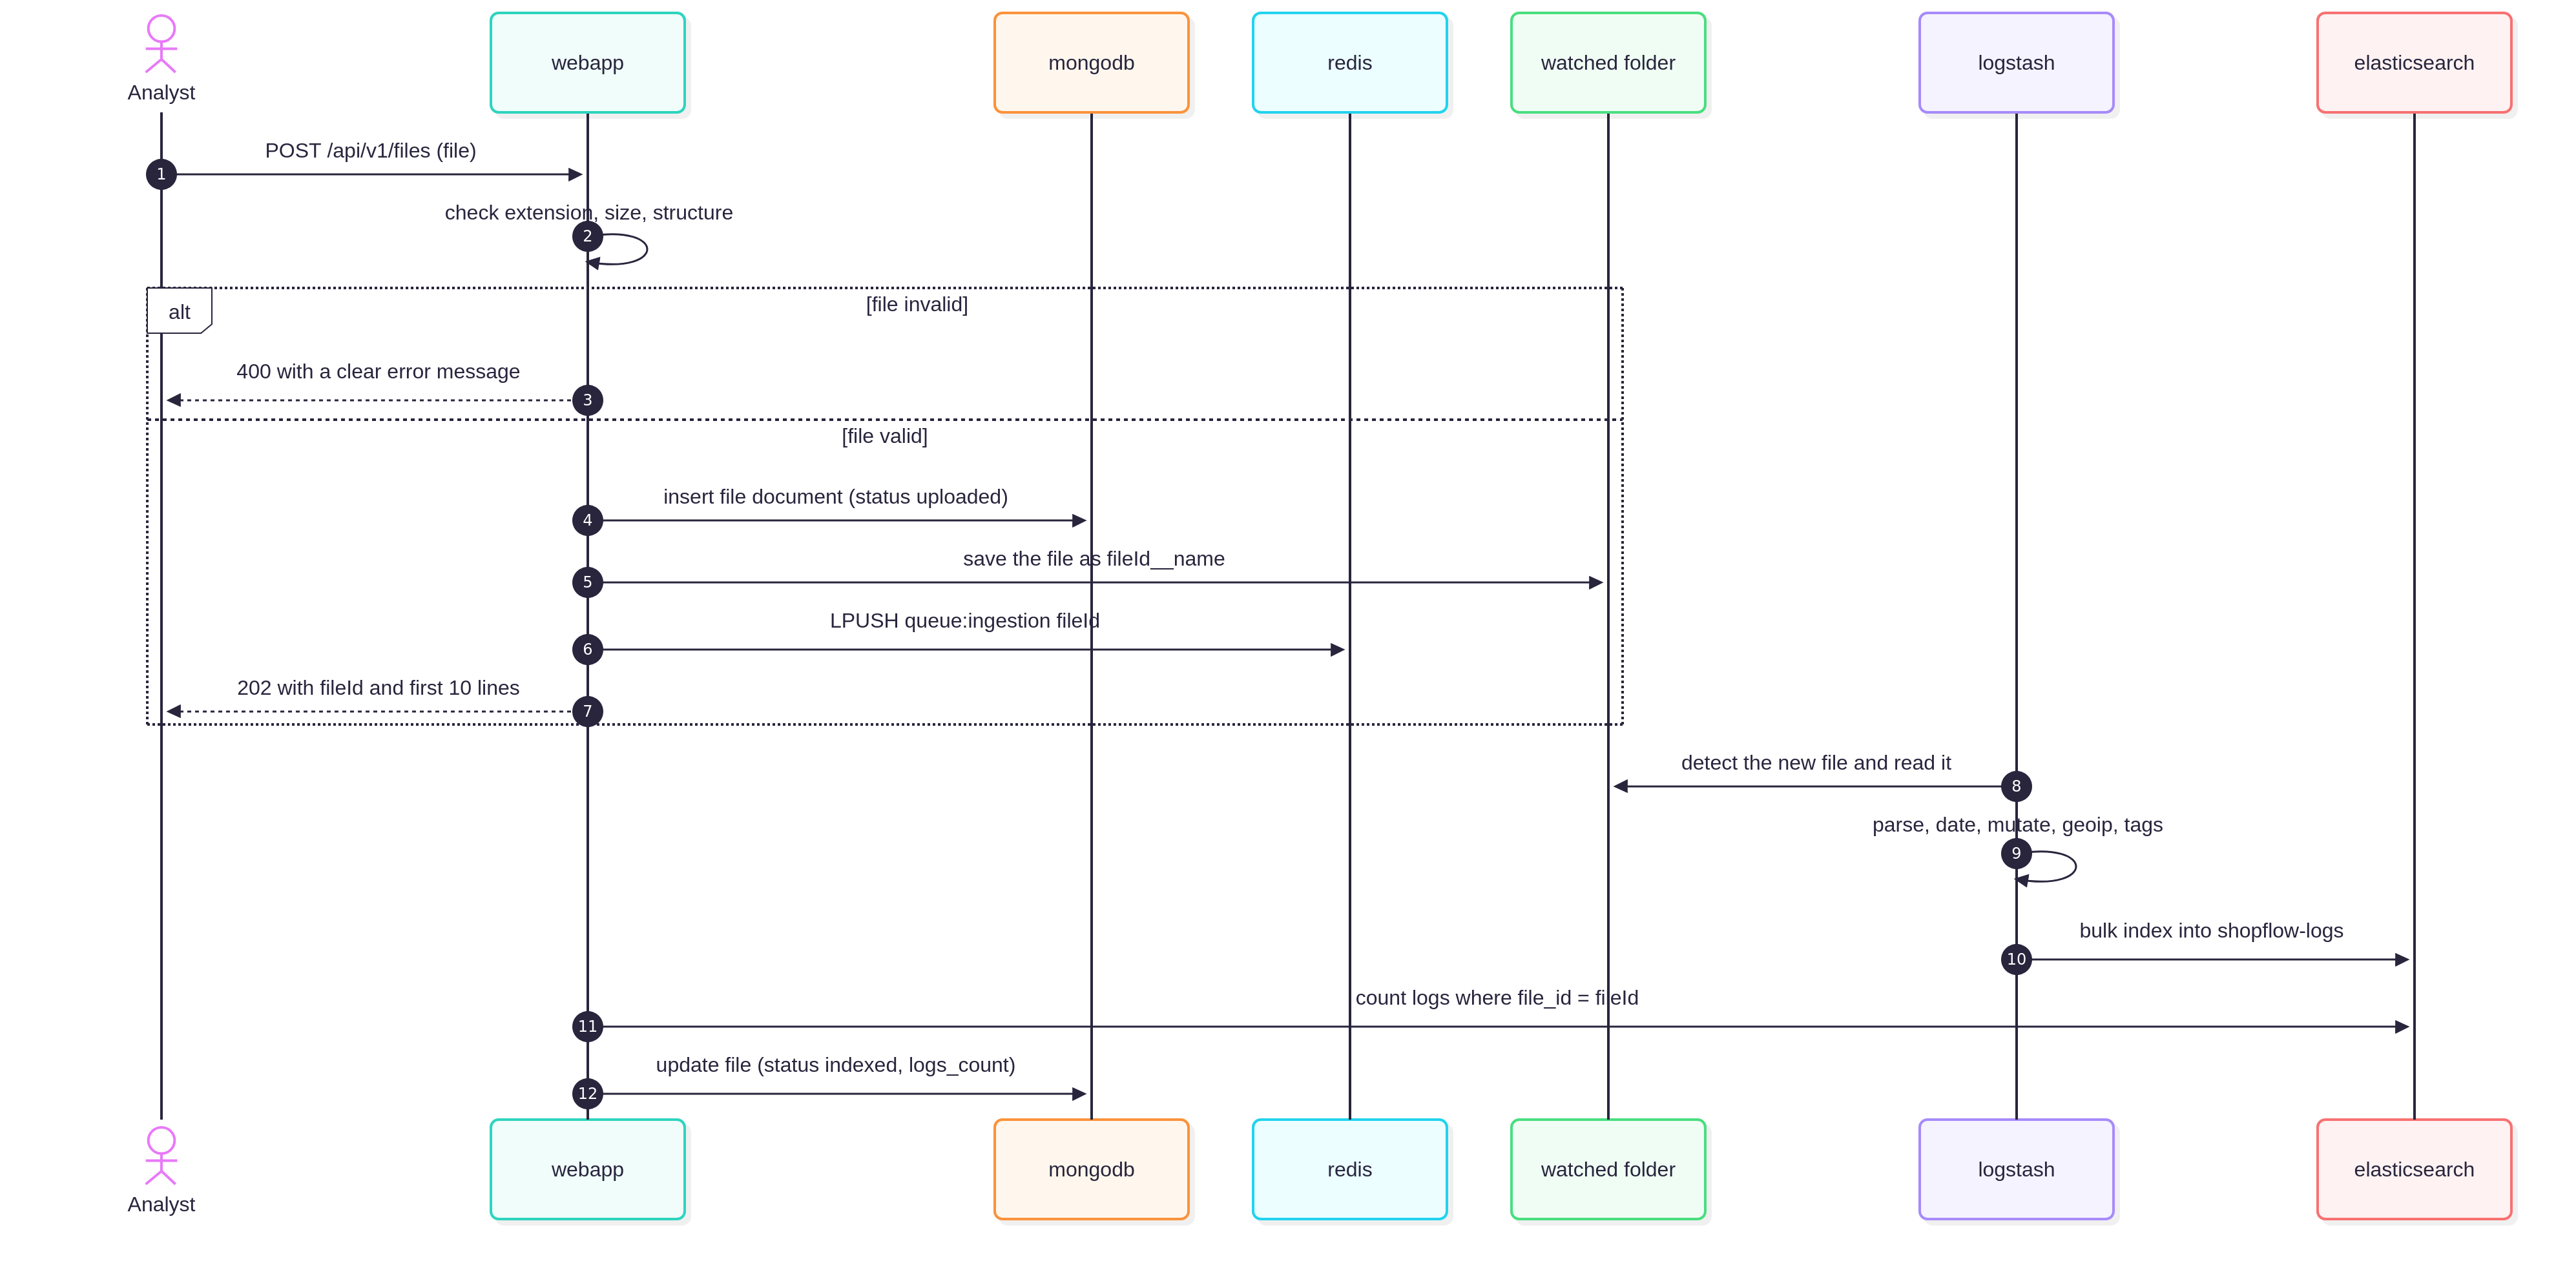 Analyst
webapp
mongodb
redis
watched folder
logstash
elasticsearch
POST /api/v1/files (file)
1
check extension, size, structure
2
alt
[file invalid]
400 with a clear error message
3
[file valid]
insert file document (status uploaded)
4
save the file as fileId__name
5
LPUSH queue:ingestion fileId
6
202 with fileId and first 10 lines
7
detect the new file and read it
8
parse, date, mutate, geoip, tags
9
bulk index into shopflow-logs
10
count logs where file_id = fileId
11
update file (status indexed, logs_count)
12
Analyst
webapp
mongodb
redis
watched folder
logstash
elasticsearch